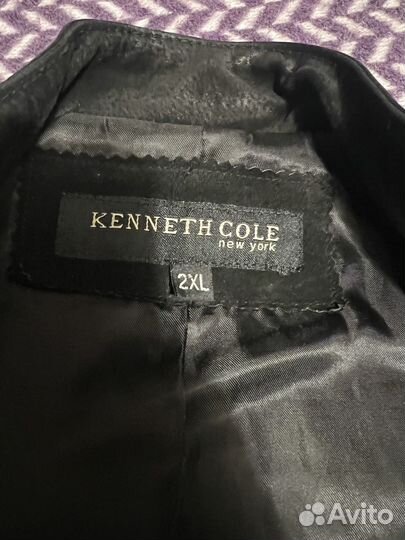 KENNETH COLE
new york
2XL
Avito